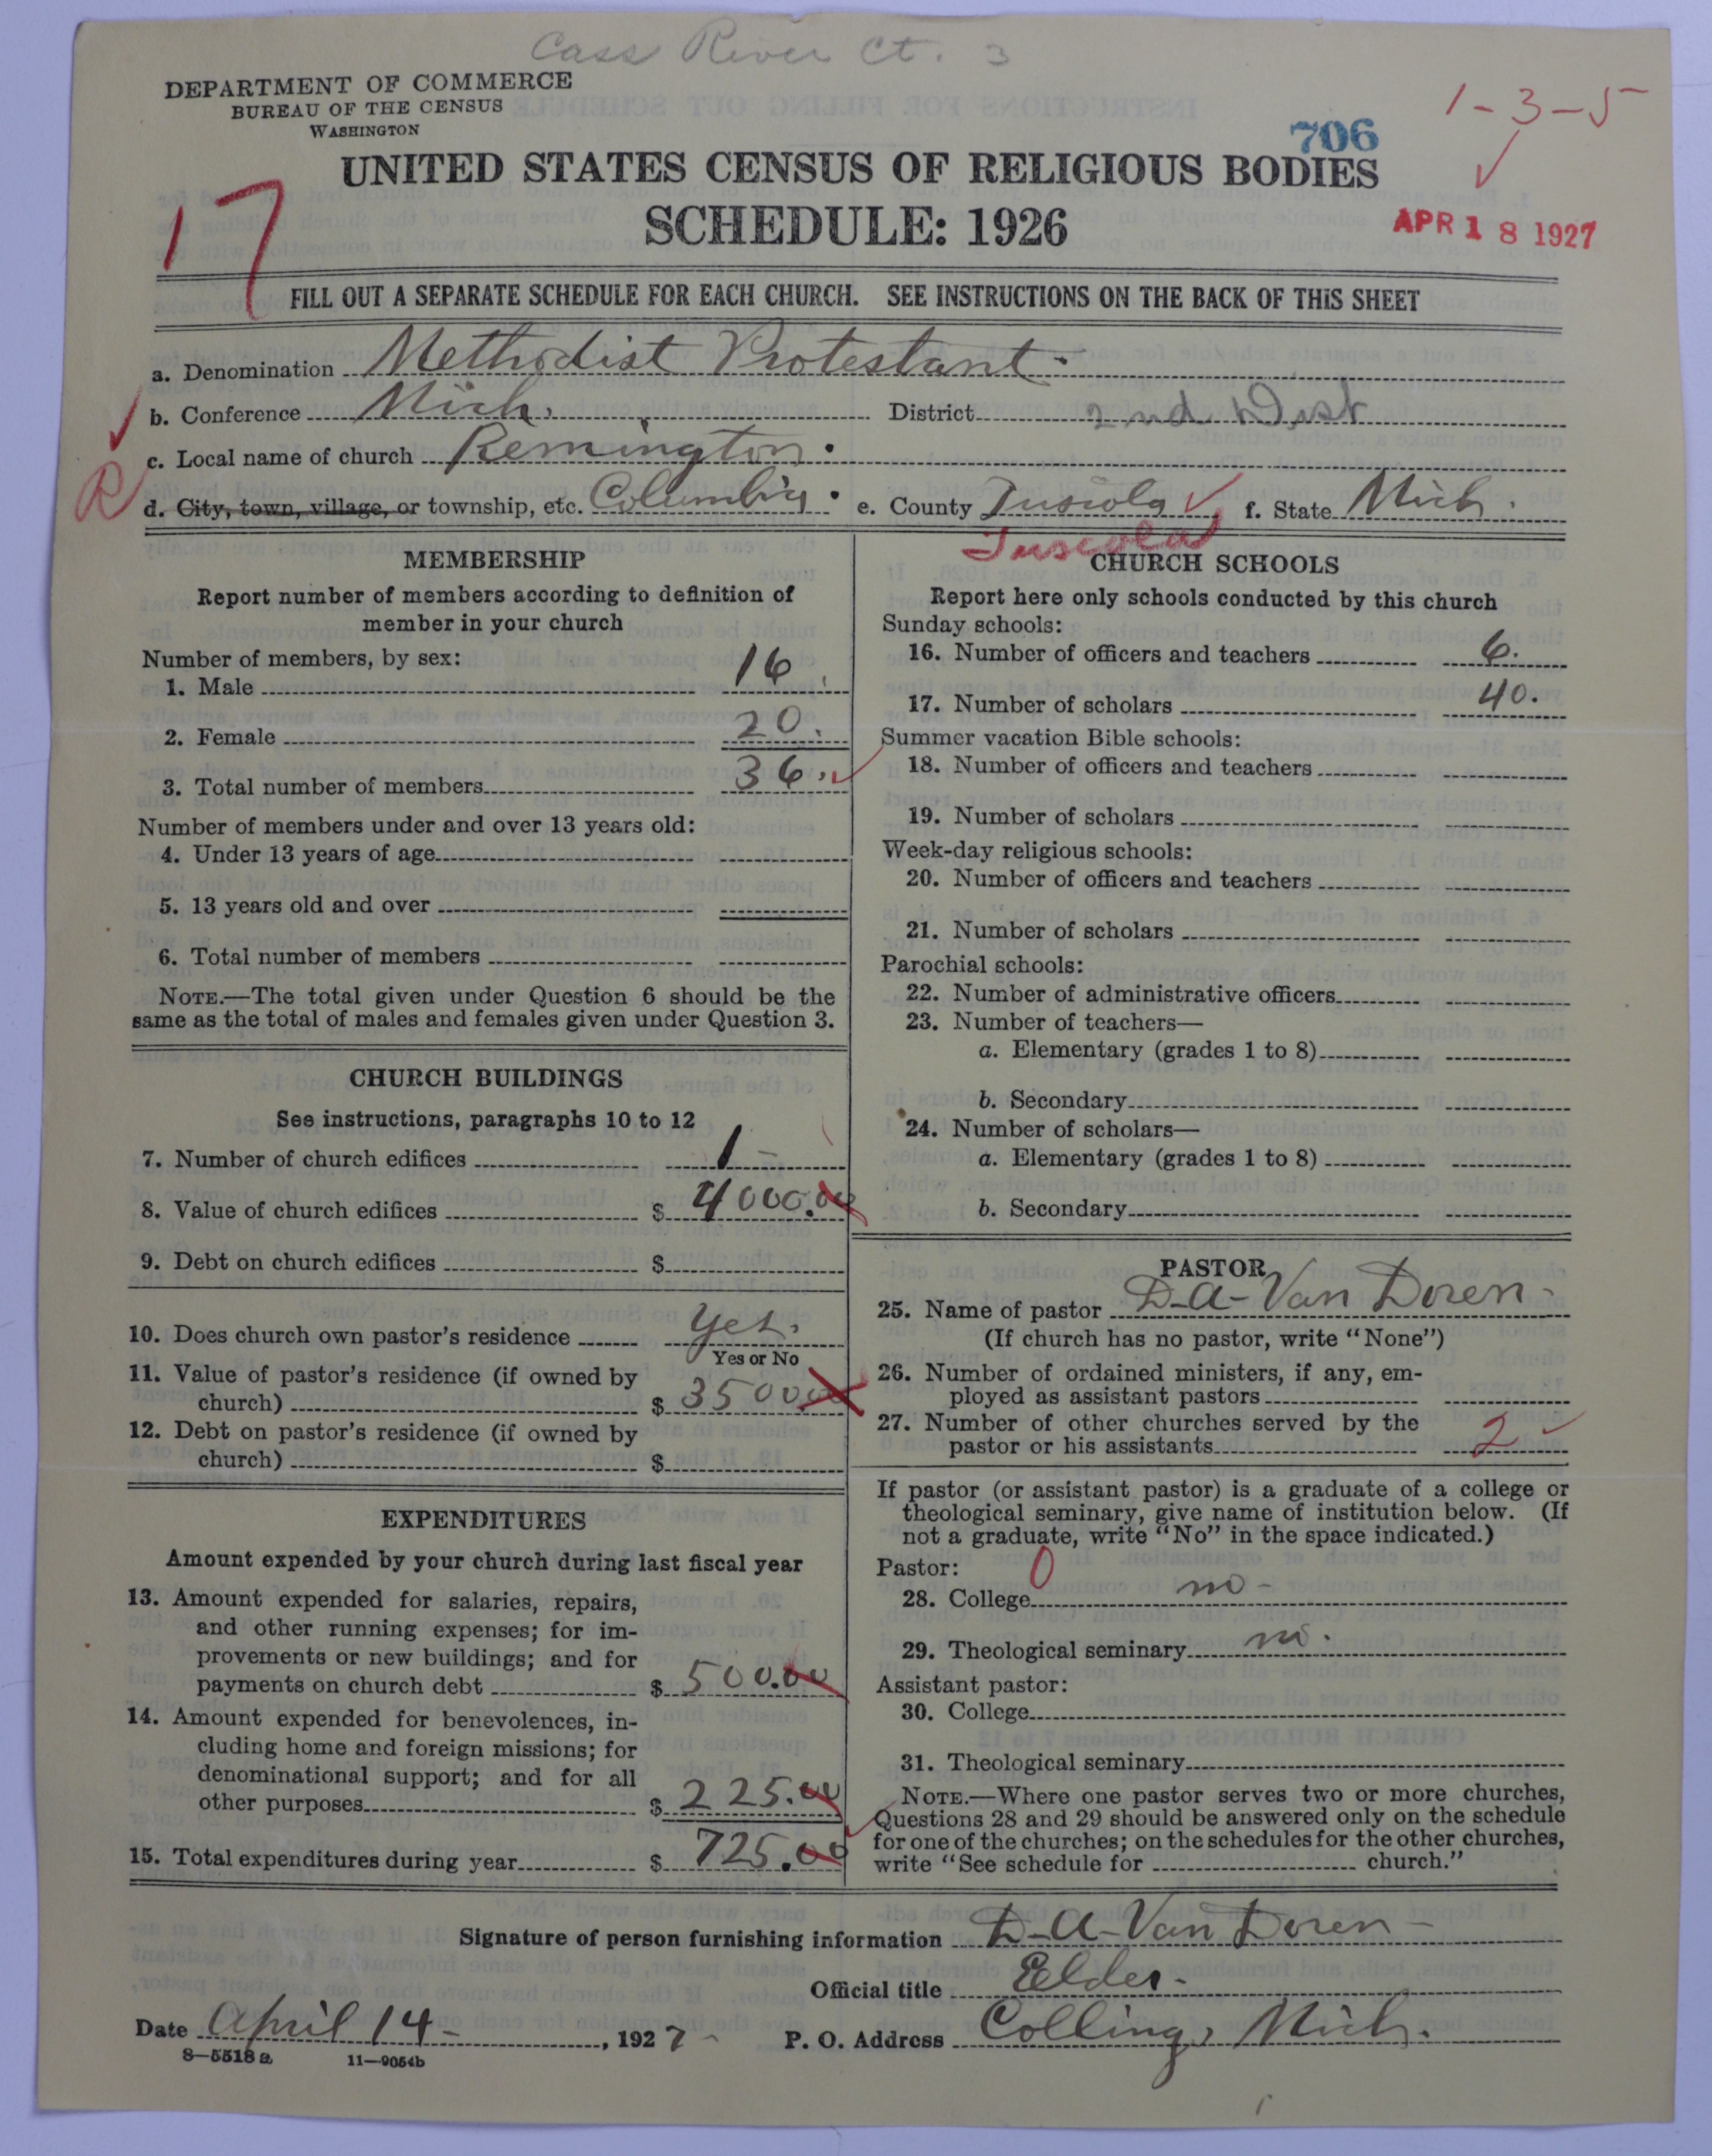 Cass River Ct. 3
DEPARTMENT OF COMMERCE
BUREAU OF THE CENSUS
WASHINGTON
1-3-5
706
UNITED STATES CENSUS OF RELIGIOUS BODIES
SCHEDULE: 1926
17
APR 18 1927
FILL OUT A SEPARATE SCHEDULE FOR EACH CHURCH. SEE INSTRUCTIONS ON THE BACK OF THIS SHEET
a. Denomination Methodist Protestant.
b. Conference Mich. District 2nd Dist
c. Local name of church Remington.
R
d. City, town, village, or township, etc. Columbia. e. County Tuscola f. State Mich.
Tuscola
MEMBERSHIP
Report number of members according to definition of
member in your church
Number of members, by sex:
1. Male 16.
2. Female 20.
3. Total number of members 36.
Number of members under and over 13 years old:
4. Under 13 years of age
5. 13 years old and over
6. Total number of members
NOTE.—The total given under Question 6 should be the
same as the total of males and females given under Question 3.
CHURCH BUILDINGS
See instructions, paragraphs 10 to 12
7. Number of church edifices 1 -
8. Value of church edifices $ 4000.00
9. Debt on church edifices $
10. Does church own pastor's residence Yes.
Yes or No
11. Value of pastor's residence (if owned by
church) $ 3500.00
12. Debt on pastor's residence (if owned by
church) $
EXPENDITURES
Amount expended by your church during last fiscal year
13. Amount expended for salaries, repairs,
and other running expenses; for im-
provements or new buildings; and for
payments on church debt $ 500.00
14. Amount expended for benevolences, in-
cluding home and foreign missions; for
denominational support; and for all
other purposes $ 225.00
15. Total expenditures during year $ 725.00
CHURCH SCHOOLS
Report here only schools conducted by this church
Sunday schools:
16. Number of officers and teachers 6.
17. Number of scholars 40.
Summer vacation Bible schools:
18. Number of officers and teachers
19. Number of scholars
Week-day religious schools:
20. Number of officers and teachers
21. Number of scholars
Parochial schools:
22. Number of administrative officers
23. Number of teachers—
a. Elementary (grades 1 to 8)
b. Secondary
24. Number of scholars—
a. Elementary (grades 1 to 8)
b. Secondary
PASTOR
25. Name of pastor D-A-Van Doren-
(If church has no pastor, write "None")
26. Number of ordained ministers, if any, em-
ployed as assistant pastors
27. Number of other churches served by the
pastor or his assistants 2
If pastor (or assistant pastor) is a graduate of a college or
theological seminary, give name of institution below. (If
not a graduate, write "No" in the space indicated.)
Pastor: 0
28. College no-
29. Theological seminary no.
Assistant pastor:
30. College
31. Theological seminary
NOTE.—Where one pastor serves two or more churches,
Questions 28 and 29 should be answered only on the schedule
for one of the churches; on the schedules for the other churches,
write "See schedule for church."
Signature of person furnishing information D-A-Van Doren-
Official title Eelder-
Date April 14-, 1927- P. O. Address Colling, Mich.
8—5518a 11—9054b